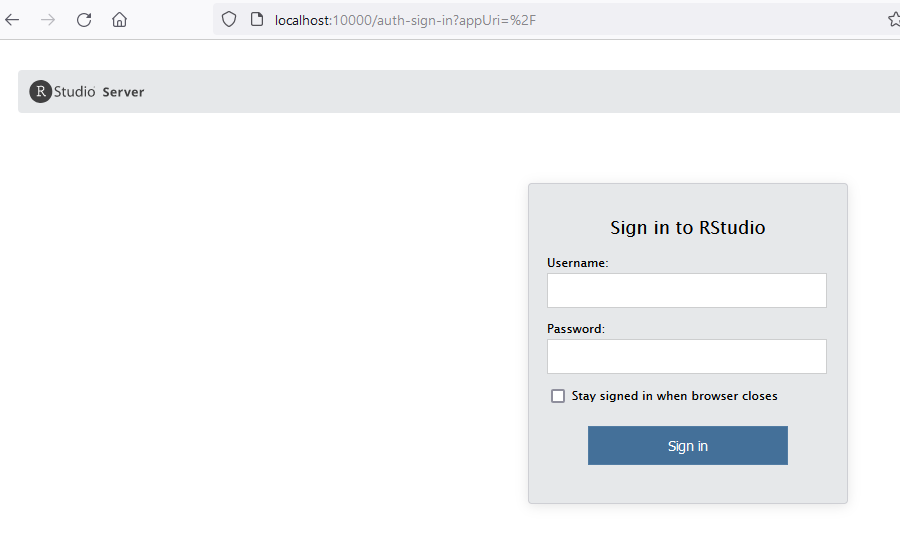 localhost:10000/auth-sign-in?appUri=%2F
R Studio Server
Sign in to RStudio
Username:
Password:
Stay signed in when browser closes
Sign in